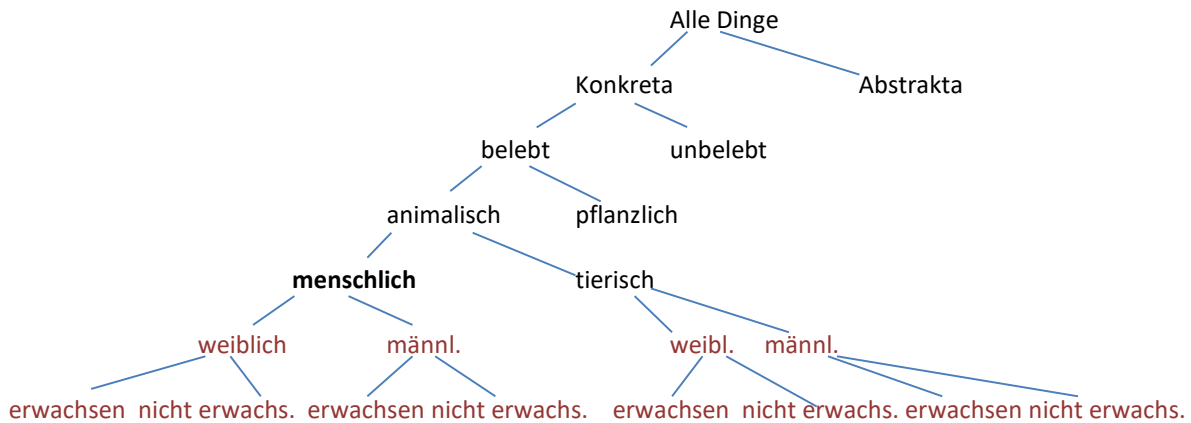 Alle Dinge
Konkreta Abstrakta
belebt unbelebt
animalisch pflanzlich
menschlich tierisch
weiblich männl. weibl. männl.
erwachsen nicht erwachs. erwachsen nicht erwachs. erwachsen nicht erwachs. erwachsen nicht erwachs.